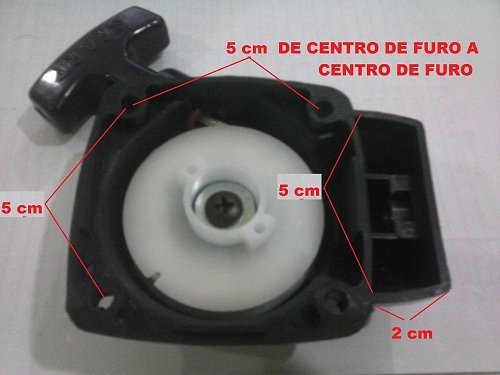 5 cm DE CENTRO DE FURO A
CENTRO DE FURO
5 cm
5 cm
2 cm